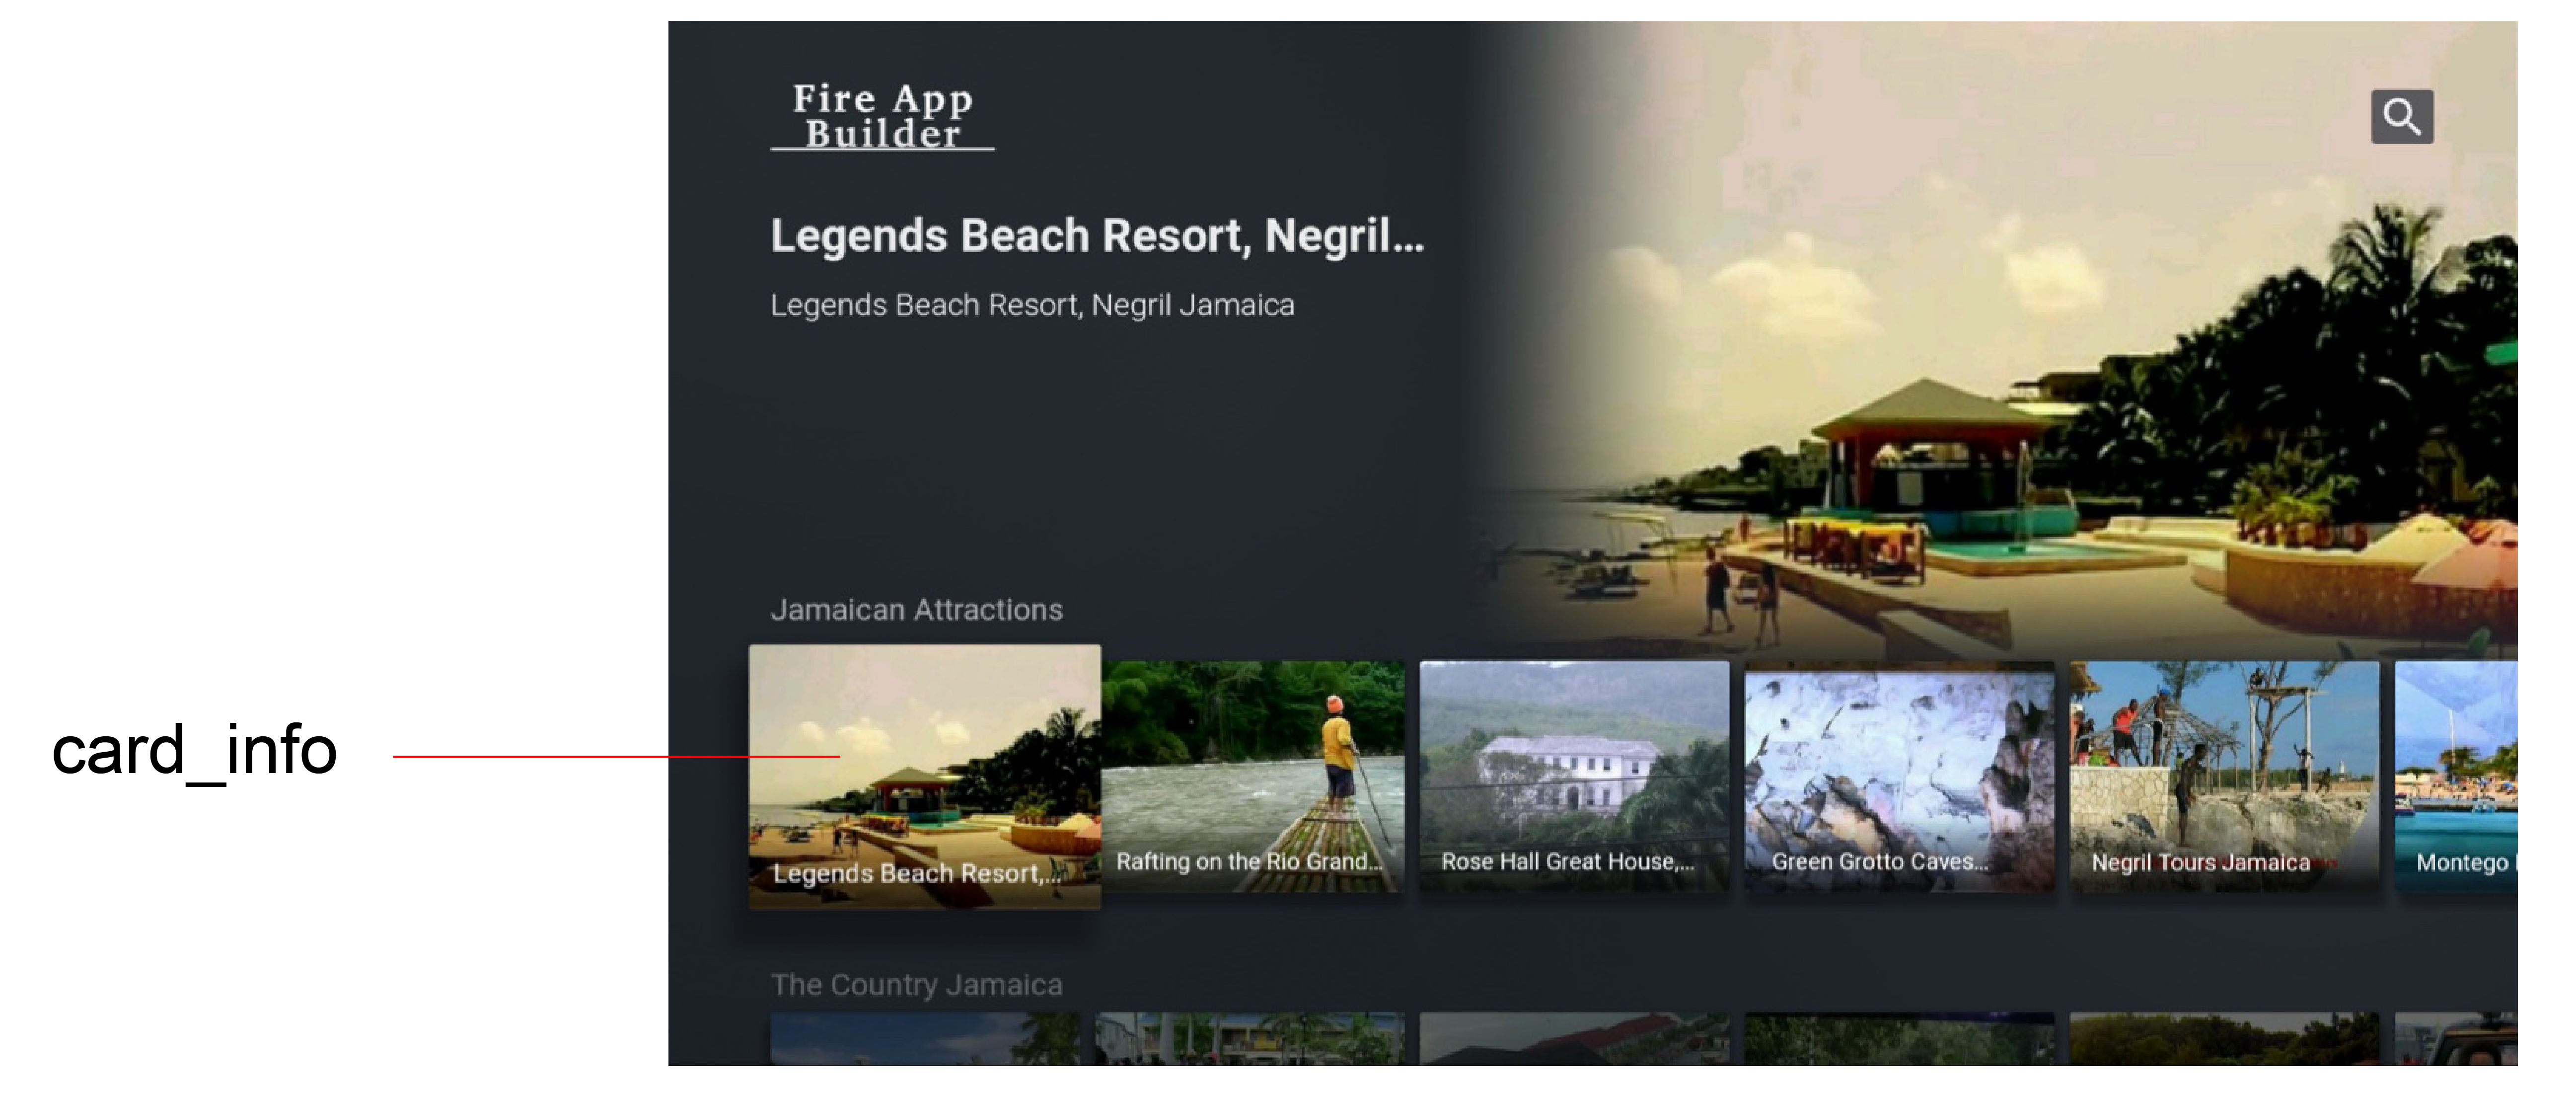 Fire App
Builder
Legends Beach Resort, Negril...
Legends Beach Resort, Negril Jamaica
Jamaican Attractions
card_info
Legends Beach Resort,...
Rafting on the Rio Grand...
Rose Hall Great House,...
Green Grotto Caves...
Negril Tours Jamaica
Montego
The Country Jamaica